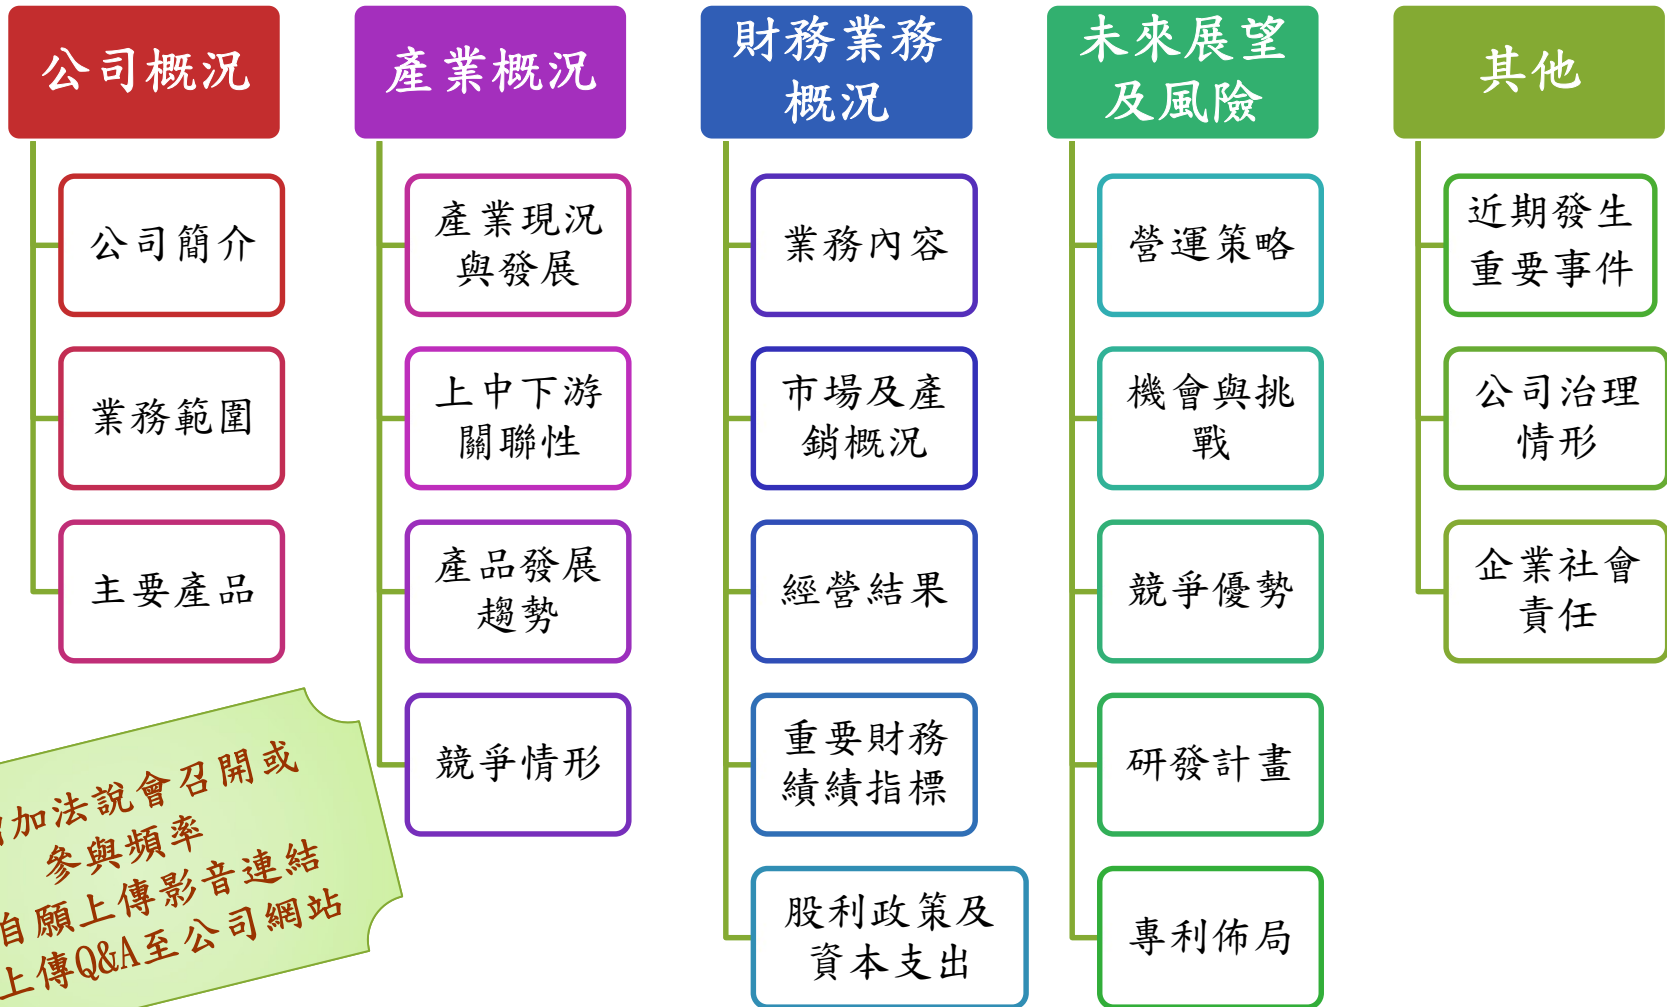 公司概況
公司簡介
業務範圍
主要產品
產業概況
產業現況
與發展
上中下游
關聯性
產品發展
趨勢
競爭情形
財務業務
概況
業務內容
市場及產
銷概況
經營結果
重要財務
績績指標
股利政策及
資本支出
未來展望
及風險
營運策略
機會與挑
戰
競爭優勢
研發計畫
專利佈局
其他
近期發生
重要事件
公司治理
情形
企業社會
責任
加法說會召開或
參與頻率
自願上傳影音連結
上傳Q&A至公司網站